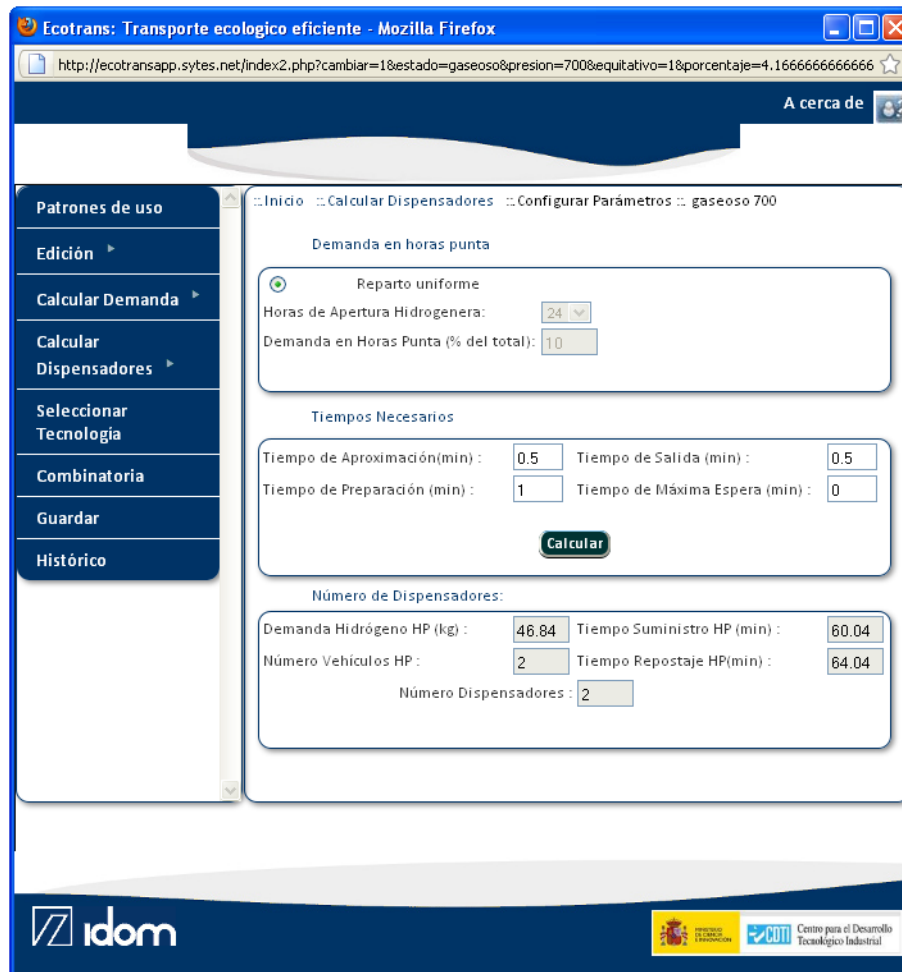 Ecotrans: Transporte ecologico eficiente - Mozilla Firefox
http://ecotransapp.sytes.net/index2.php?cambiar=1&estado=gaseoso&presion=700&equitativo=1&porcentaje=4.1666666666666
A cerca de
Patrones de uso
Edición
Calcular Demanda
Calcular
Dispensadores
Seleccionar
Tecnología
Combinatoria
Guardar
Histórico
::.Inicio ::.Calcular Dispensadores ::.Configurar Parámetros ::. gaseoso 700
Demanda en horas punta
Reparto uniforme
Horas de Apertura Hidrogenera: 24
Demanda en Horas Punta (% del total): 10
Tiempos Necesarios
Tiempo de Aproximación(min) : 0.5 Tiempo de Salida (min) : 0.5
Tiempo de Preparación (min) : 1 Tiempo de Máxima Espera (min) : 0
Calcular
Número de Dispensadores:
Demanda Hidrógeno HP (kg) : 46.84 Tiempo Suministro HP (min) : 60.04
Número Vehículos HP : 2 Tiempo Repostaje HP(min) : 64.04
Número Dispensadores : 2
idom
MINISTERIO
DE CIENCIA
E INNOVACIÓN
CDTI
Centro para el Desarrollo
Tecnológico Industrial